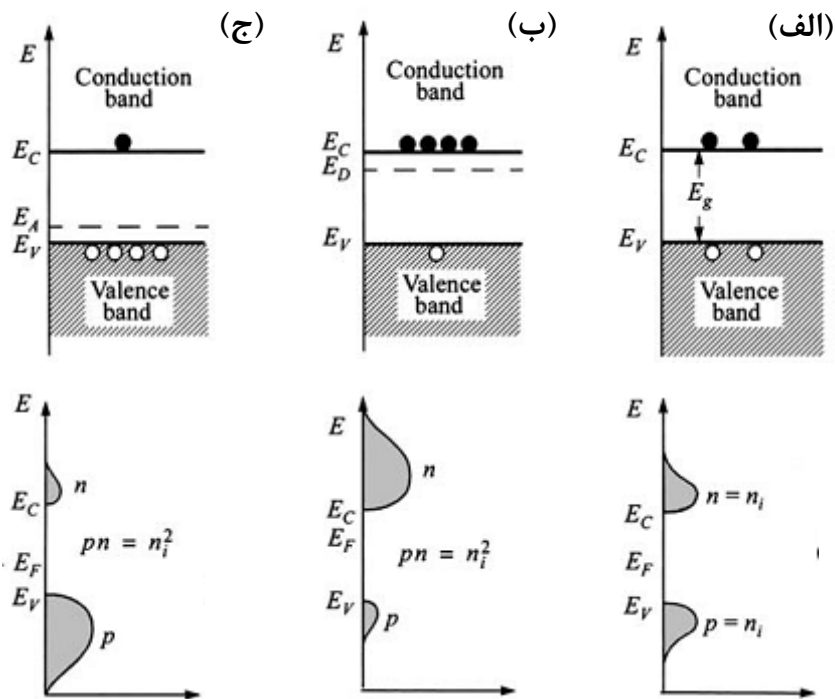 (الف)
(ب)
(ج)
E
Conduction
band
E_C
E_A
E_V
Valence
band
E
Conduction
band
E_C
E_D
E_V
Valence
band
E
Conduction
band
E_C
E_g
E_V
Valence
band
E
n
E_C
pn = n_i^2
E_F
E_V
p
E
n
E_C
E_F
pn = n_i^2
E_V
p
E
n = n_i
E_C
E_F
E_V
p = n_i